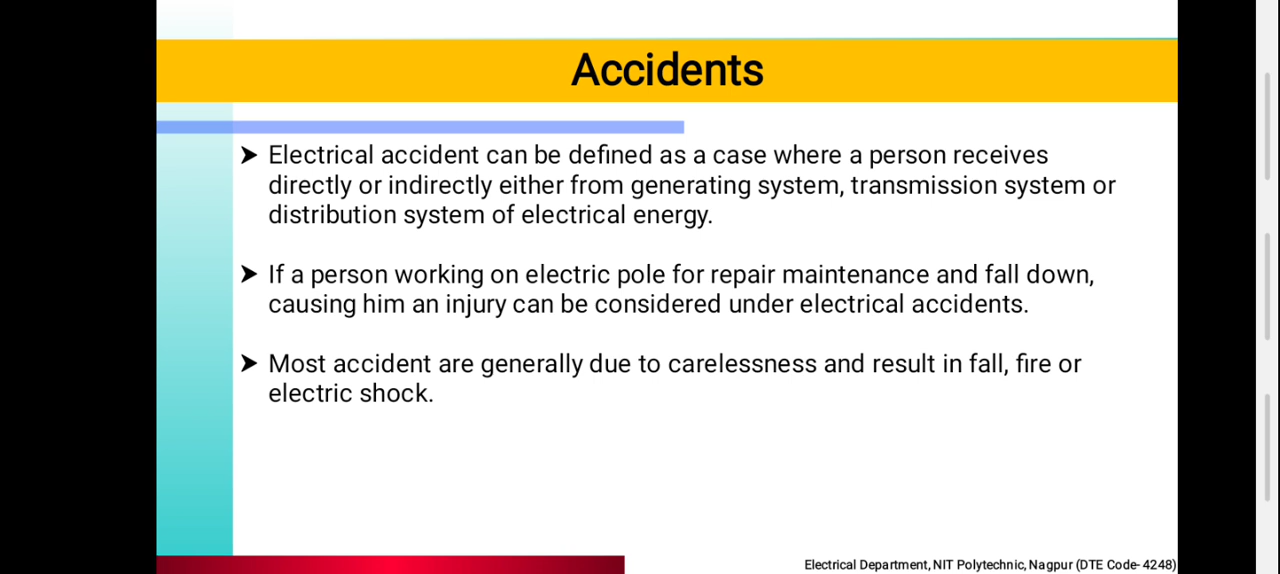 Accidents
➤ Electrical accident can be defined as a case where a person receives
directly or indirectly either from generating system, transmission system or
distribution system of electrical energy.
➤ If a person working on electric pole for repair maintenance and fall down,
causing him an injury can be considered under electrical accidents.
➤ Most accident are generally due to carelessness and result in fall, fire or
electric shock.
Electrical Department, NIT Polytechnic, Nagpur (DTE Code- 4248)